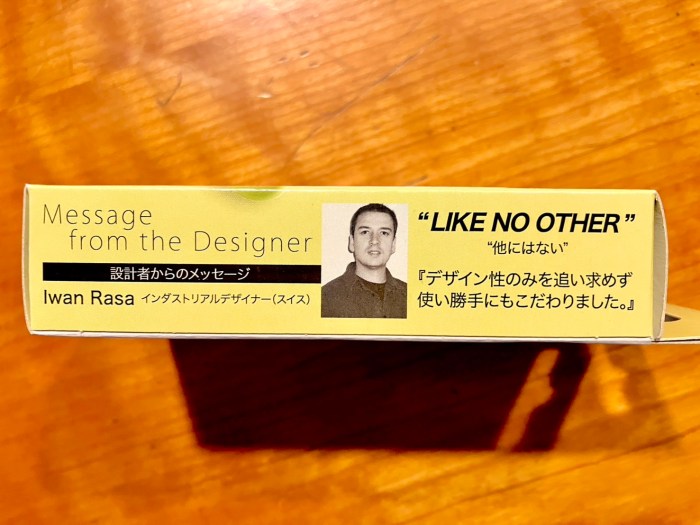 Message
from the Designer
設計者からのメッセージ
Iwan Rasa インダストリアルデザイナー(スイス)
“LIKE NO OTHER”
“他にはない”
『デザイン性のみを追い求めず
使い勝手にもこだわりました。』